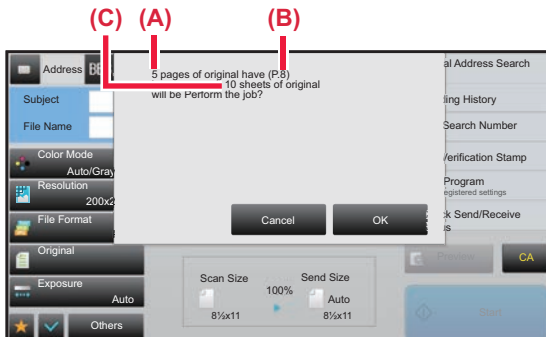 (C) (A) (B)
Address
5 pages of original have (P.8)
10 sheets of original
will be Perform the job?
al Address Search
Subject
ling History
File Name
Search Number
Color Mode
Auto/Gray
Verification Stamp
Resolution
200x2
Program
egistered settings
File Format
Cancel
OK
k Send/Receive
us
Original
Preview
CA
Exposure
Auto
Scan Size
100%
Send Size
Auto
8½x11
8½x11
Others
Start